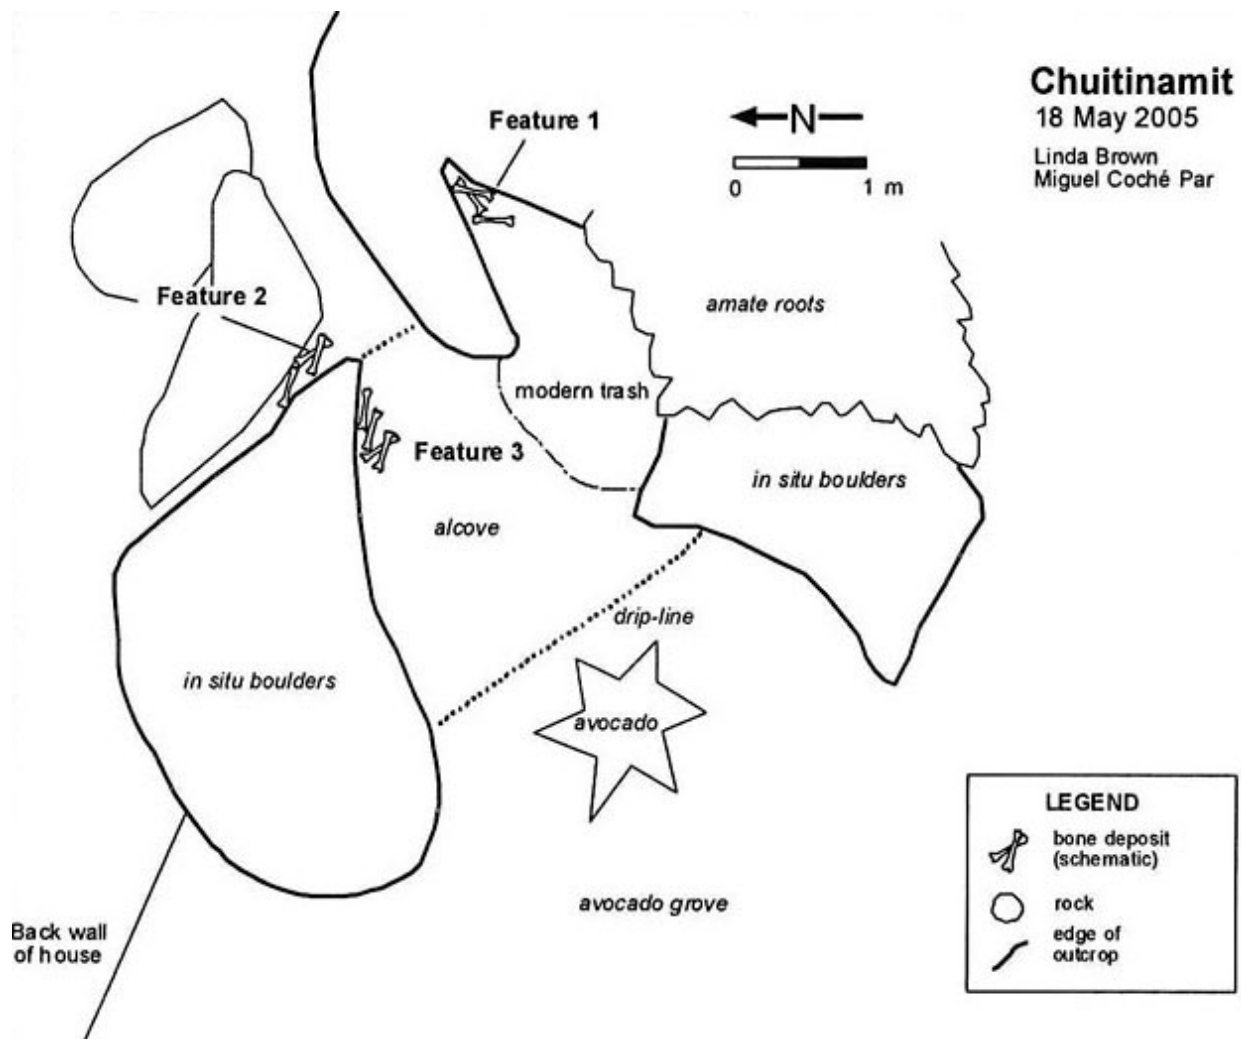 Chuitinamit
18 May 2005
Linda Brown
Miguel Coché Par
N
0 1 m
Feature 1
Feature 2
amate roots
modern trash
Feature 3
in situ boulders
alcove
drip-line
in situ boulders
avocado
avocado grove
Back wall
of house
LEGEND
bone deposit
(schematic)
rock
edge of
outcrop